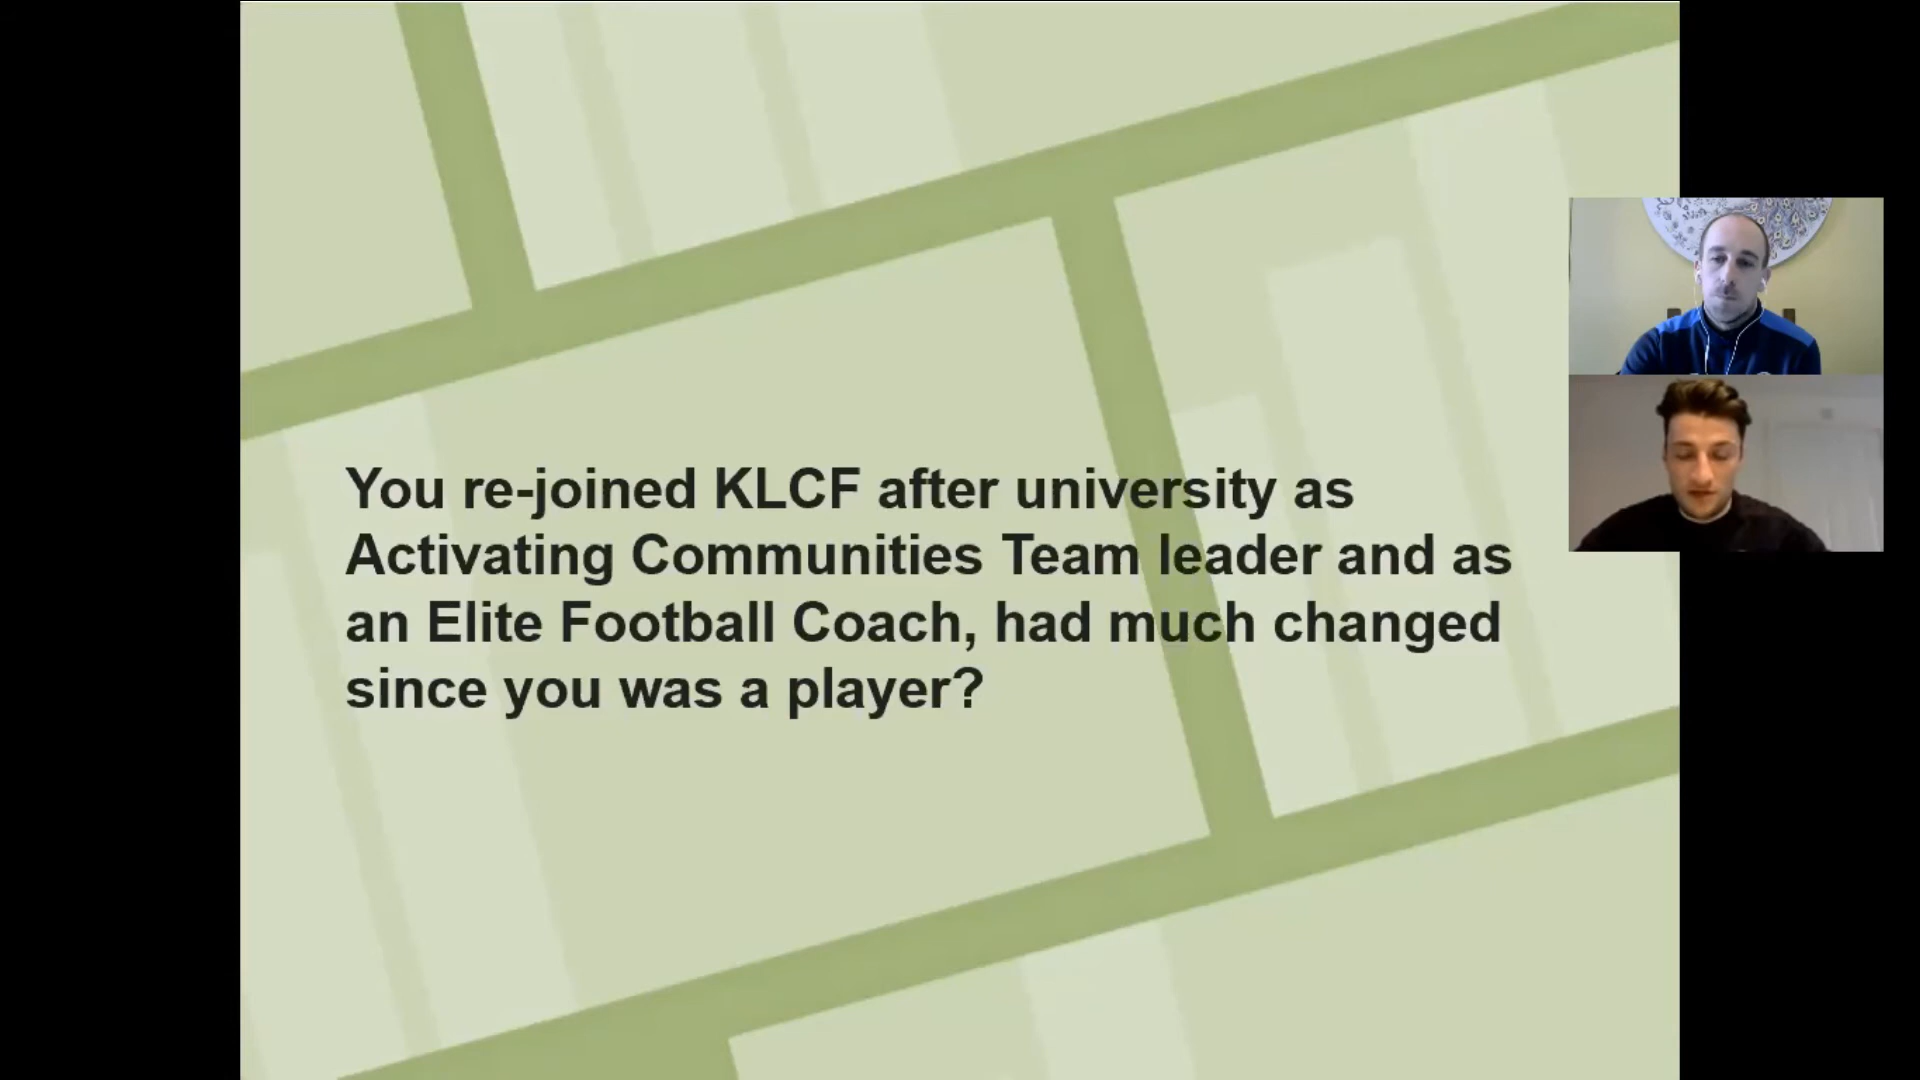 You re-joined KLCF after university as
Activating Communities Team leader and as
an Elite Football Coach, had much changed
since you was a player?